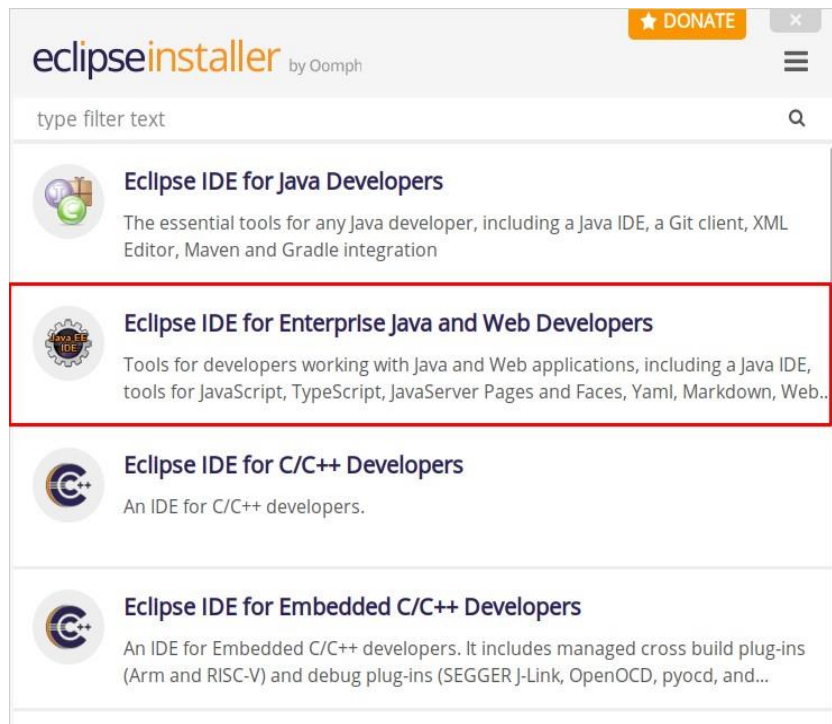 ★ DONATE
eclipseinstaller by Oomph
type filter text
Eclipse IDE for Java Developers
The essential tools for any Java developer, including a Java IDE, a Git client, XML
Editor, Maven and Gradle integration
Java EE
IDE
Eclipse IDE for Enterprise Java and Web Developers
Tools for developers working with Java and Web applications, including a Java IDE,
tools for JavaScript, TypeScript, JavaServer Pages and Faces, Yaml, Markdown, Web...
C++
Eclipse IDE for C/C++ Developers
An IDE for C/C++ developers.
C++
Eclipse IDE for Embedded C/C++ Developers
An IDE for Embedded C/C++ developers. It includes managed cross build plug-ins
(Arm and RISC-V) and debug plug-ins (SEGGER J-Link, OpenOCD, pyocd, and...